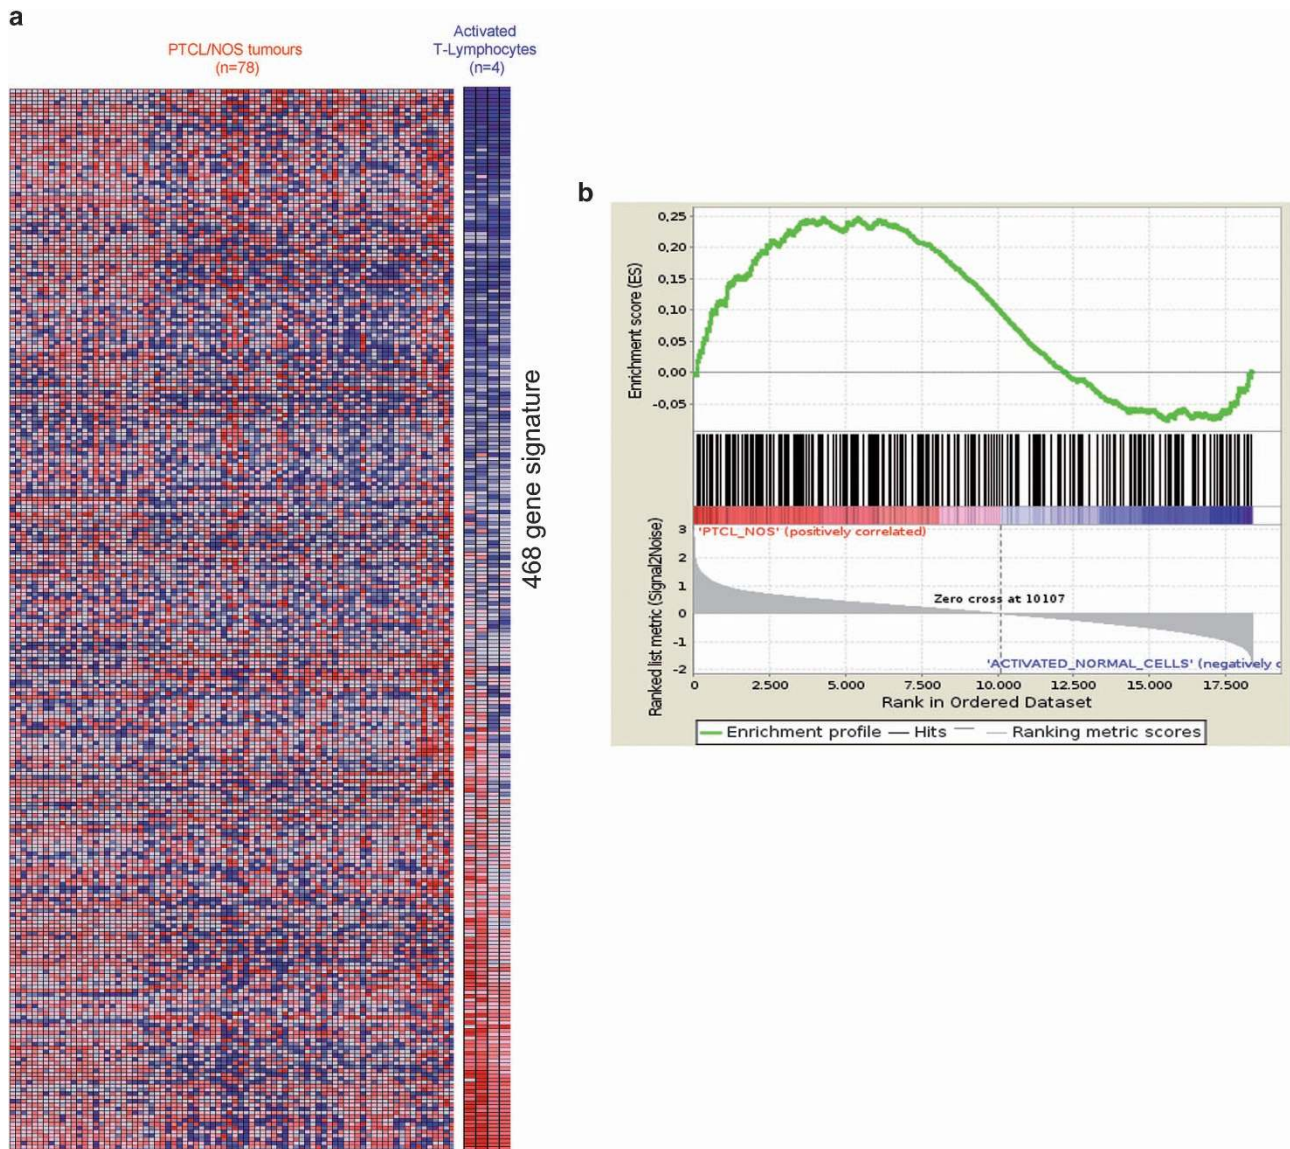 a
PTCL/NOS tumours
(n=78)
Activated
T-Lymphocytes
(n=4)
468 gene signature
b
Enrichment score (ES)
0,25
0,20
0,15
0,10
0,05
0,00
-0,05
Ranked list metric (Signal2Noise)
3
2
1
0
-1
-2
'PTCL_NOS' (positively correlated)
Zero cross at 10107
'ACTIVATED_NORMAL_CELLS' (negatively c
0 2.500 5.000 7.500 10.000 12.500 15.000 17.500
Rank in Ordered Dataset
Enrichment profile Hits Ranking metric scores